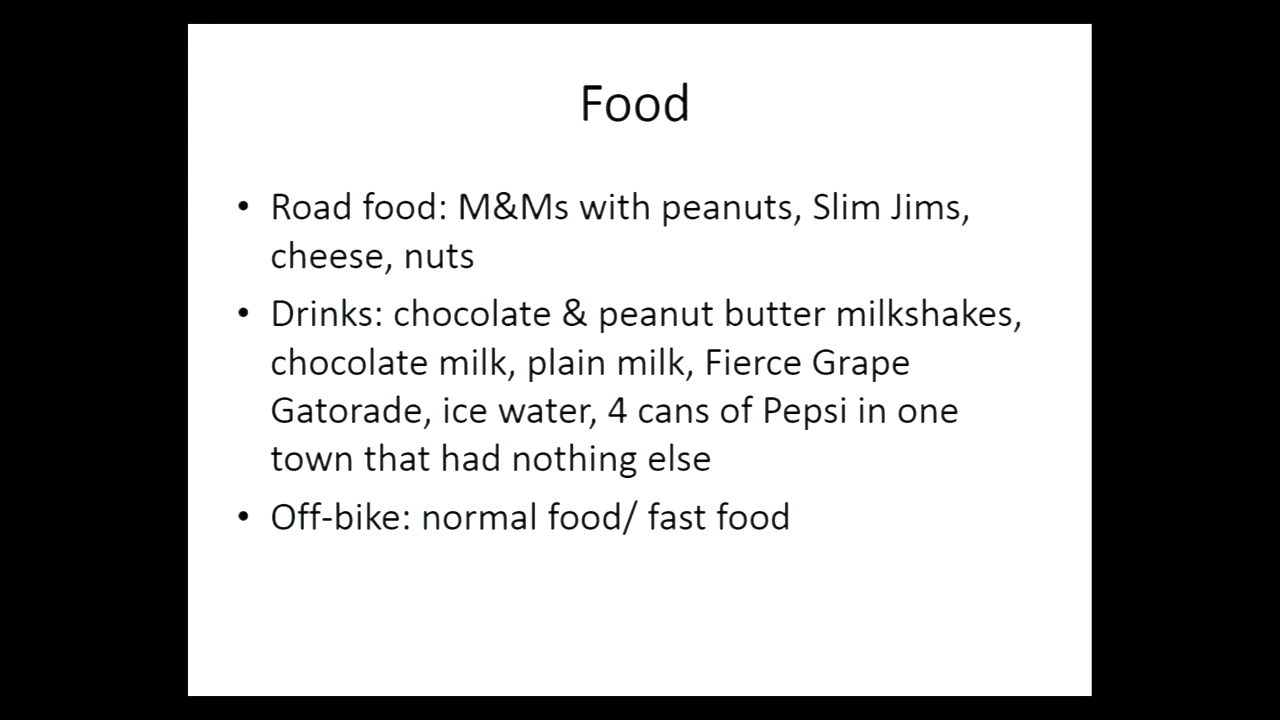 Food
• Road food: M&Ms with peanuts, Slim Jims,
cheese, nuts
• Drinks: chocolate & peanut butter milkshakes,
chocolate milk, plain milk, Fierce Grape
Gatorade, ice water, 4 cans of Pepsi in one
town that had nothing else
• Off-bike: normal food/ fast food